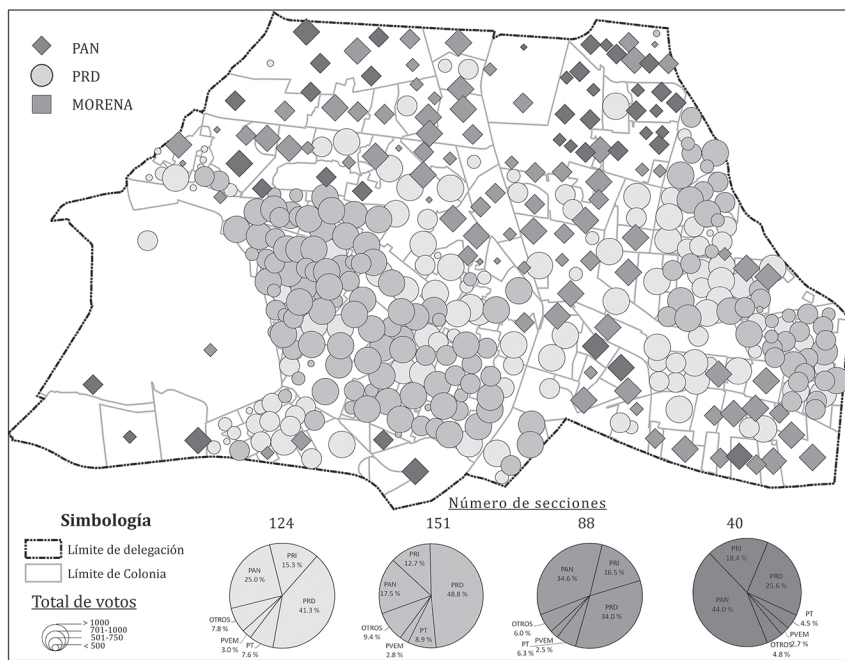 PAN
PRD
MORENA
Simbología
Límite de delegación
Límite de Colonia
Total de votos
> 1000
701-1000
501-750
< 500
Número de secciones
124
PRI
15.3 %
PAN
25.0 %
PRD
41.3 %
OTROS
7.8 %
PVEM
3.0 %
PT
7.6 %
151
PRI
12.7 %
PAN
17.5 %
PRD
48.8 %
OTROS
9.4 %
PVEM
2.8 %
PT
8.9 %
88
PAN
34.6 %
PRI
16.5 %
PRD
34.0 %
OTROS
6.0 %
PT
6.3 %
PVEM
2.5 %
40
PRI
18.4 %
PRD
25.6 %
PAN
44.0 %
PT
4.5 %
PVEM
2.7 %
OTROS
4.8 %